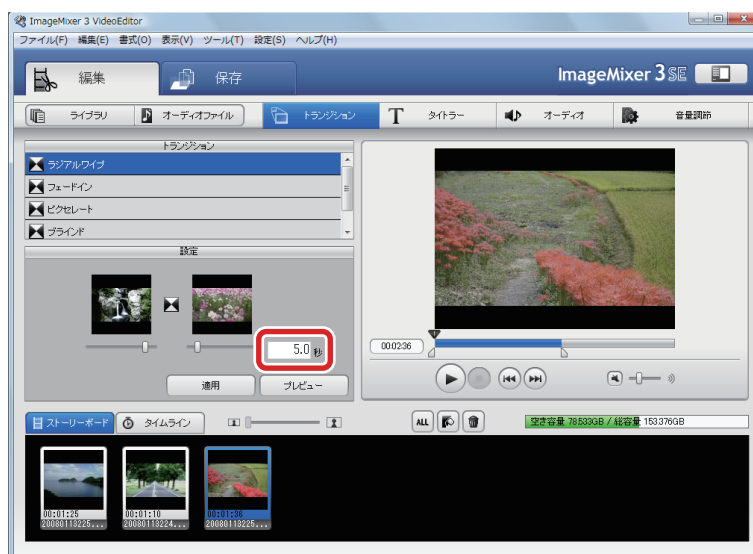 ImageMixer 3 VideoEditor
ファイル(F) 編集(E) 書式(O) 表示(V) ツール(T) 設定(S) ヘルプ(H)
編集 保存 ImageMixer 3 SE
ライブラリ オーディオファイル トランジション T タイトラー オーディオ 音量調節
トランジション
ラジアルワイプ
フェードイン
ピクセレート
ブラインド
設定
5.0 秒
適用 プレビュー
00:02:36
ストーリーボード タイムライン ALL 空き容量 78.533GB / 総容量 153.376GB
00:01:25 00:01:10 00:01:36
20080113225... 20080113224... 20080113225...